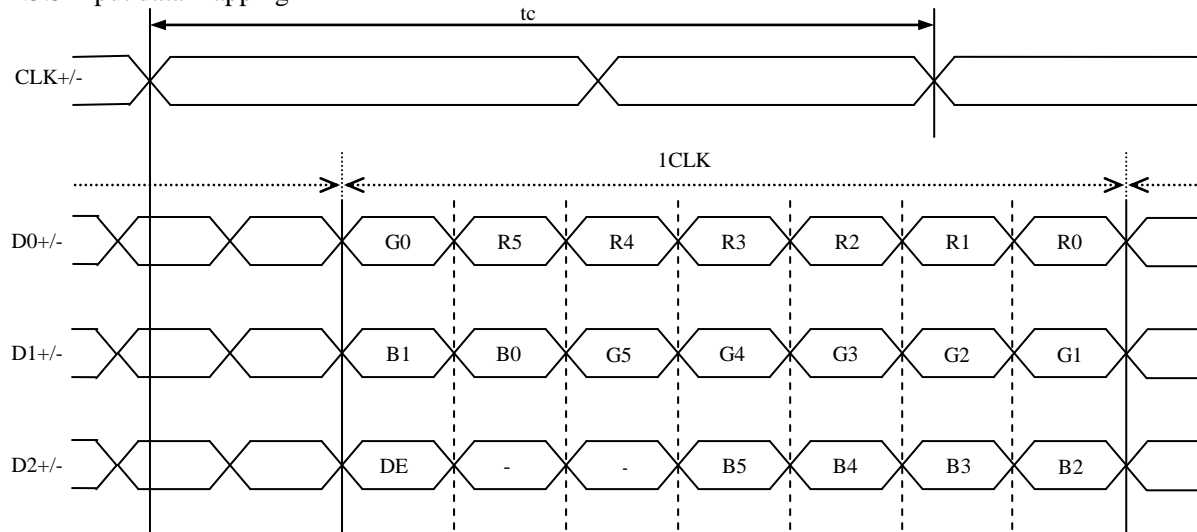 tc
CLK+/-
1CLK
D0+/- G0 R5 R4 R3 R2 R1 R0
D1+/- B1 B0 G5 G4 G3 G2 G1
D2+/- DE - - B5 B4 B3 B2